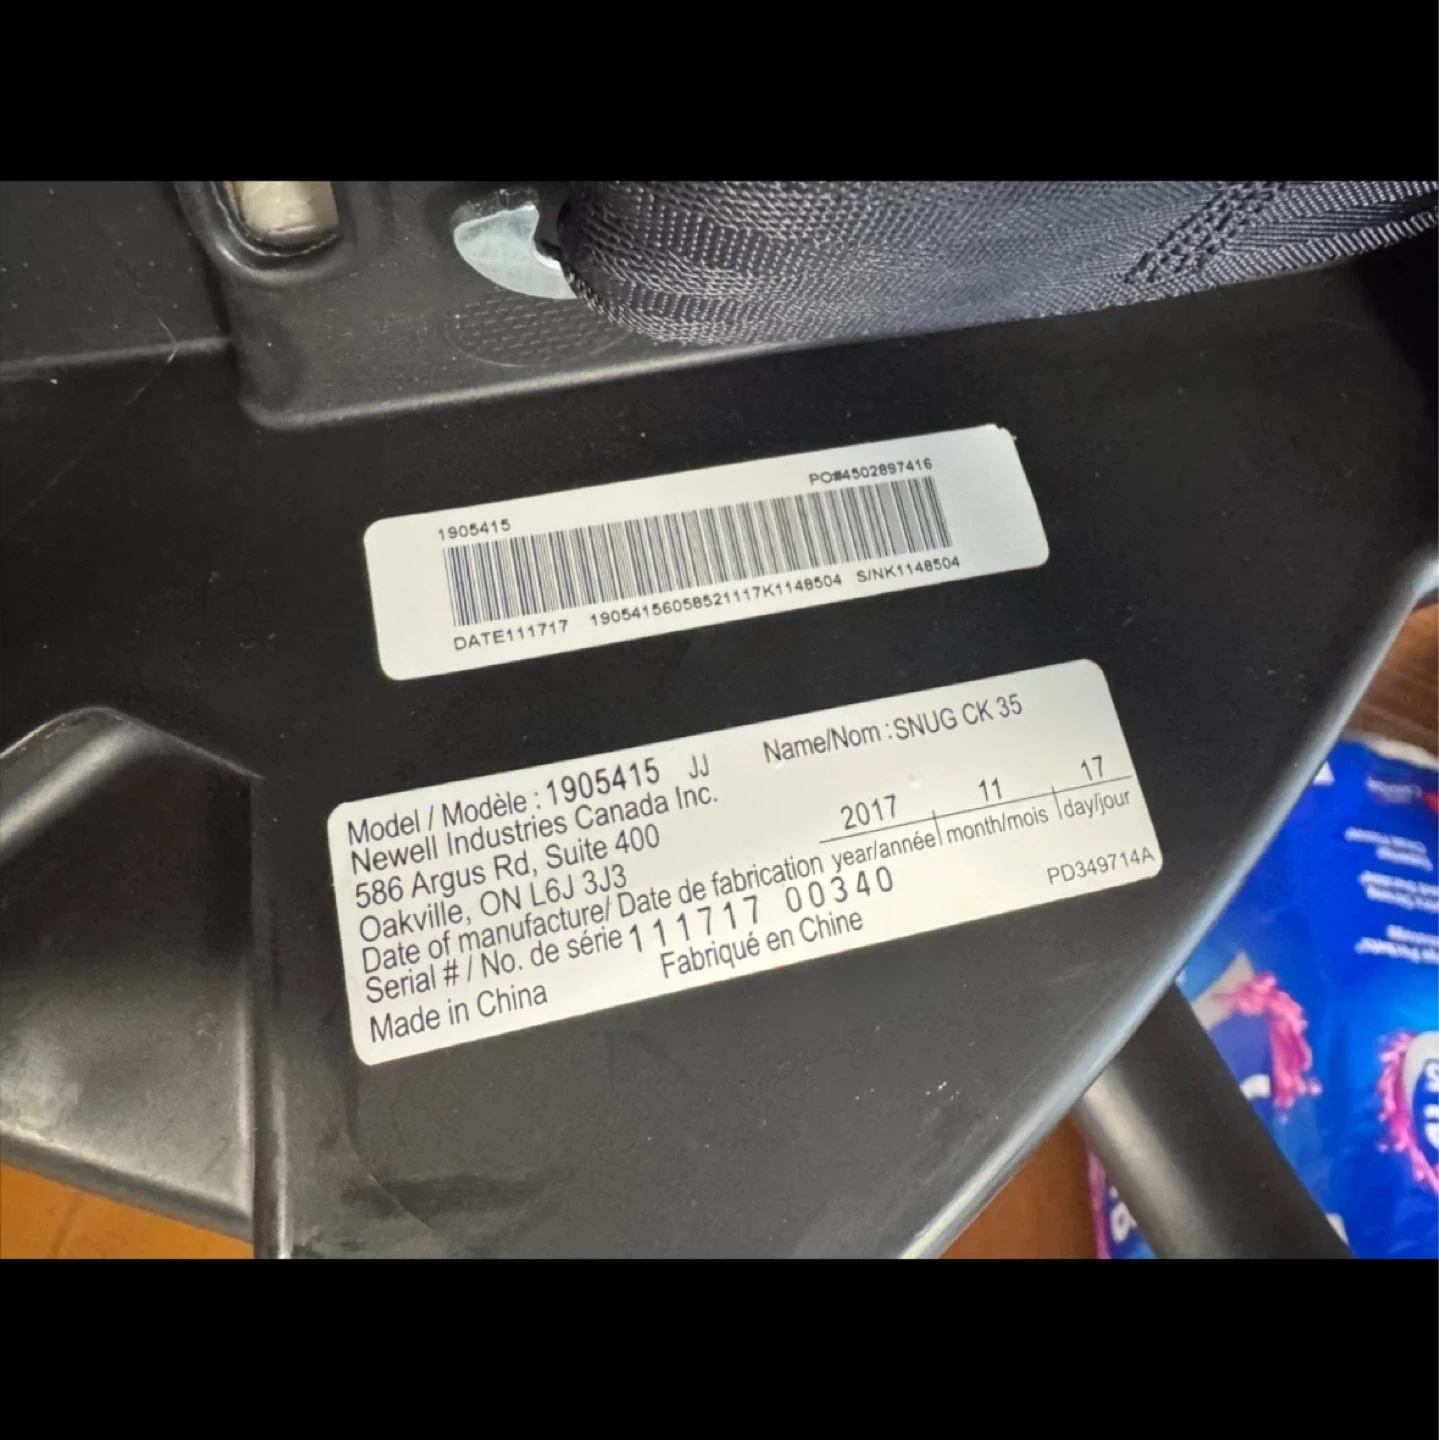 1905415 PO#4502897416
DATE111717 19054156058521117K1148504 S/NK1148504
Model / Modèle : 1905415 JJ Name/Nom : SNUG CK 35
Newell Industries Canada Inc.
586 Argus Rd, Suite 400
Oakville, ON L6J 3J3
2017 11 17
Date of manufacture/ Date de fabrication year/année month/mois day/jour
Serial # / No. de série 111717 00340
Made in China Fabriqué en Chine PD349714A